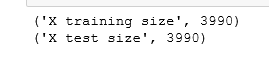 ('X training size', 3990)
('X test size', 3990)